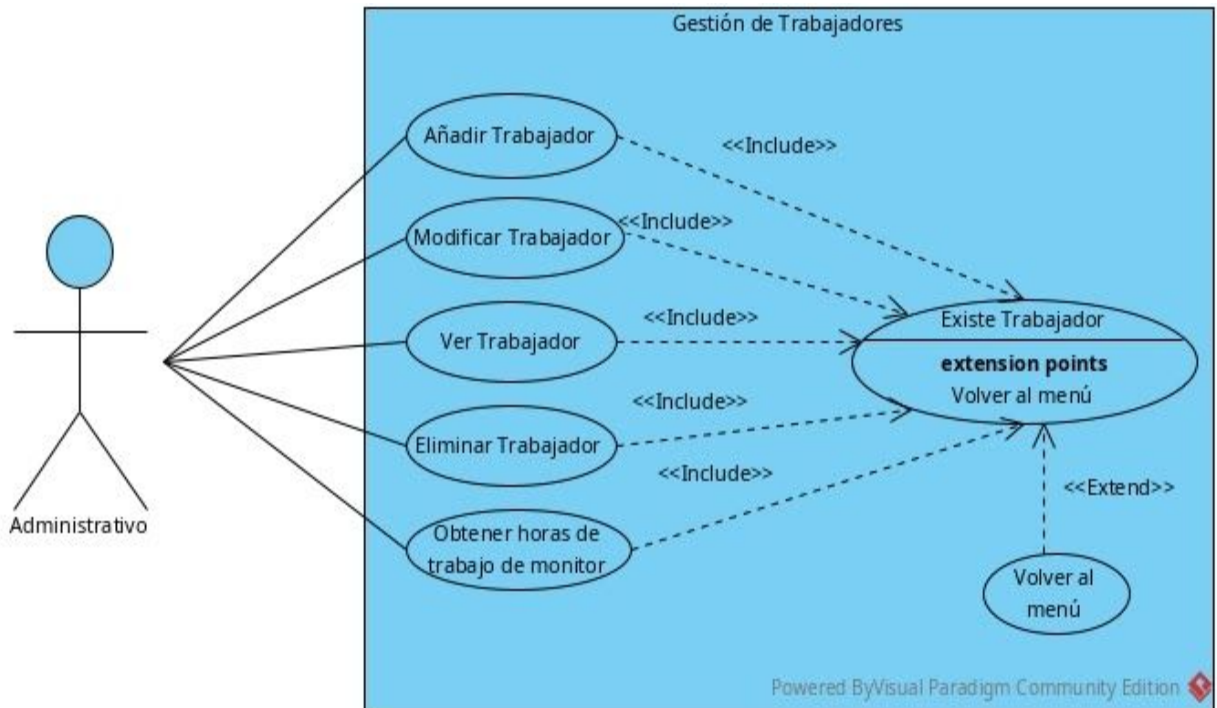 Gestión de Trabajadores
Añadir Trabajador
<<Include>>
Modificar Trabajador
<<Include>>
Ver Trabajador
<<Include>>
Existe Trabajador
extension points
Volver al menú
Eliminar Trabajador
<<Include>>
Obtener horas de
trabajo de monitor
<<Include>>
<<Extend>>
Volver al
menú
Administrativo
Powered ByVisual Paradigm Community Edition